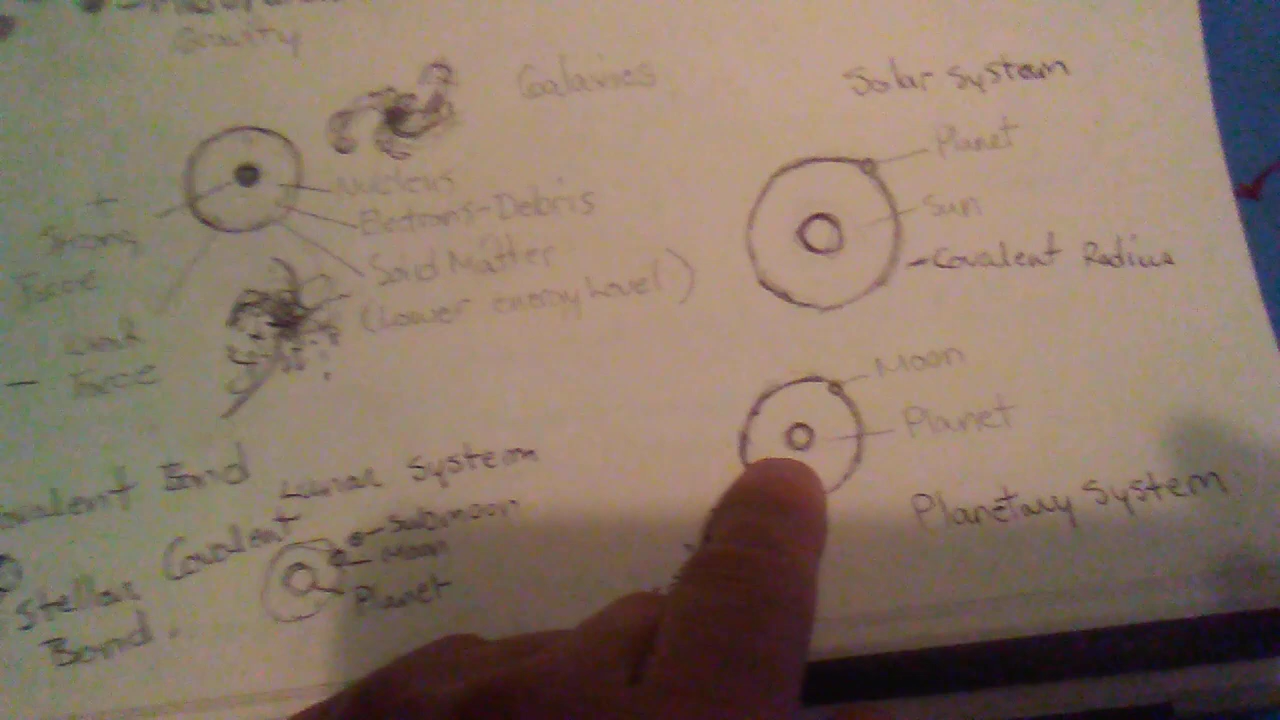 Gravity
Galaxies
Solar System
Planet
Sun
- Covalent Radius
Nucleus
Electrons-Debris
Solid Matter
(Lower energy Level)
+
Strong
Force
Weak
- Force
Moon
Planet
Planetary System
Bond
Lunar System
Submoon
Moon
Planet
Stellar Covalent
Bond.